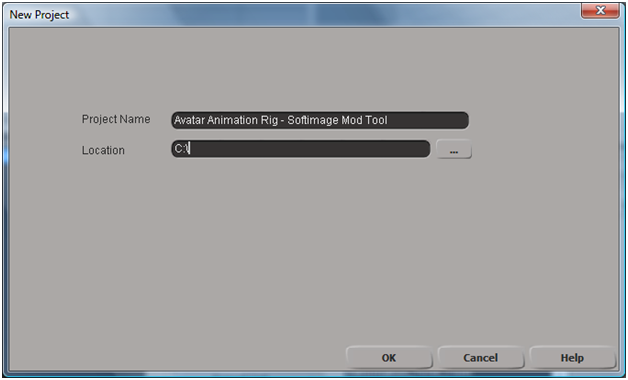 New Project
Project Name Avatar Animation Rig - Softimage Mod Tool
Location C:\ ...
OK Cancel Help